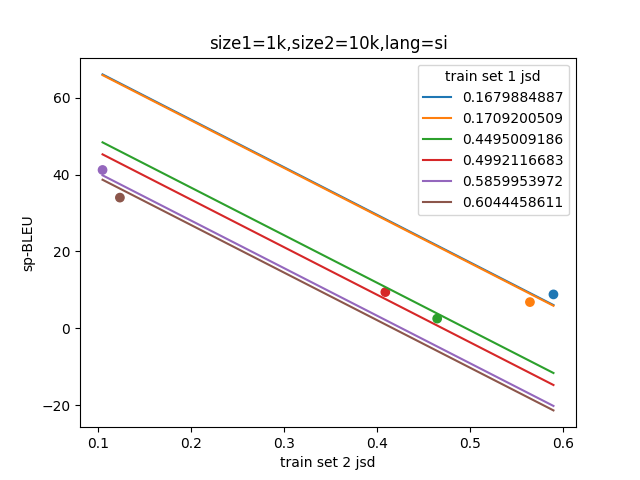 size1=1k,size2=10k,lang=si
train set 1 jsd
0.1679884887
0.1709200509
0.4495009186
0.4992116683
0.5859953972
0.6044458611
sp-BLEU
60
40
20
0
−20
0.1 0.2 0.3 0.4 0.5 0.6
train set 2 jsd